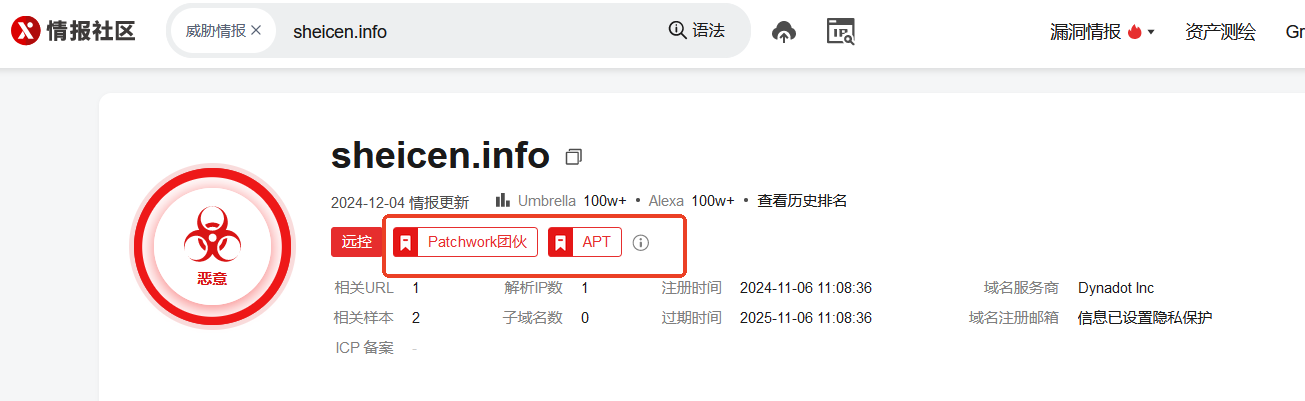 情报社区 威胁情报 × sheicen.info 语法 IP 漏洞情报 资产测绘 Gr
sheicen.info
2024-12-04 情报更新 Umbrella 100w+ • Alexa 100w+ • 查看历史排名
远控 Patchwork团伙 APT
恶意
相关URL 1 解析IP数 1 注册时间 2024-11-06 11:08:36 域名服务商 Dynadot Inc
相关样本 2 子域名数 0 过期时间 2025-11-06 11:08:36 域名注册邮箱 信息已设置隐私保护
ICP 备案 -